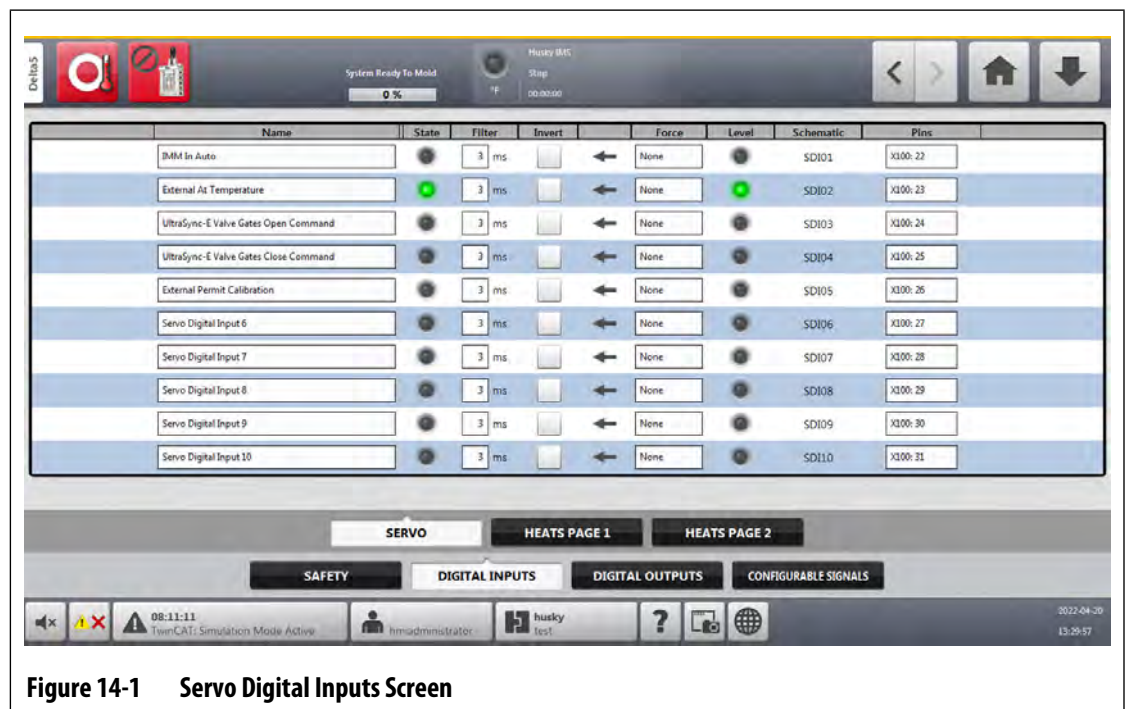 Delta5
System Ready To Mold
0 %
°F
Husky IMS
Stop
00:00:00
Name State Filter Invert Force Level Schematic Pins
IMM In Auto 3 ms None SDI01 X100: 22
External At Temperature 3 ms None SDI02 X100: 23
UltraSync-E Valve Gates Open Command 3 ms None SDI03 X100: 24
UltraSync-E Valve Gates Close Command 3 ms None SDI04 X100: 25
External Permit Calibration 3 ms None SDI05 X100: 26
Servo Digital Input 6 3 ms None SDI06 X100: 27
Servo Digital Input 7 3 ms None SDI07 X100: 28
Servo Digital Input 8 3 ms None SDI08 X100: 29
Servo Digital Input 9 3 ms None SDI09 X100: 30
Servo Digital Input 10 3 ms None SDI10 X100: 31
SERVO HEATS PAGE 1 HEATS PAGE 2
SAFETY DIGITAL INPUTS DIGITAL OUTPUTS CONFIGURABLE SIGNALS
08:11:11
TwinCAT: Simulation Mode Active
hmadministrator
husky
test
?
2022-04-20
13:29:57
Figure 14-1 Servo Digital Inputs Screen